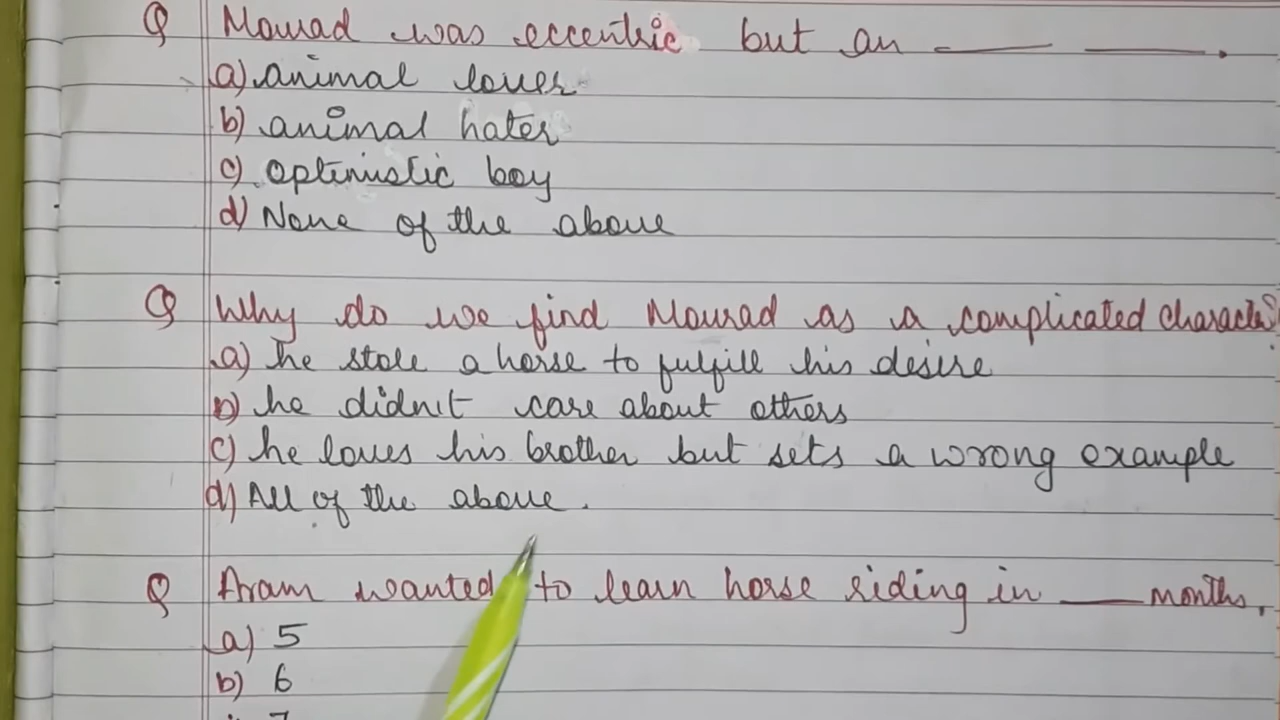 Q Mourad was eccentric but an ___ ___.
a) animal lover
b) animal hater
c) optimistic boy
d) None of the above
Q Why do we find Mourad as a complicated characte?
a) he stole a horse to fulfill his desire
b) he didn't care about others
c) he loves his brother but sets a wrong example
d) All of the above.
Q Aram wanted to learn horse riding in ___ months.
a) 5
b) 6